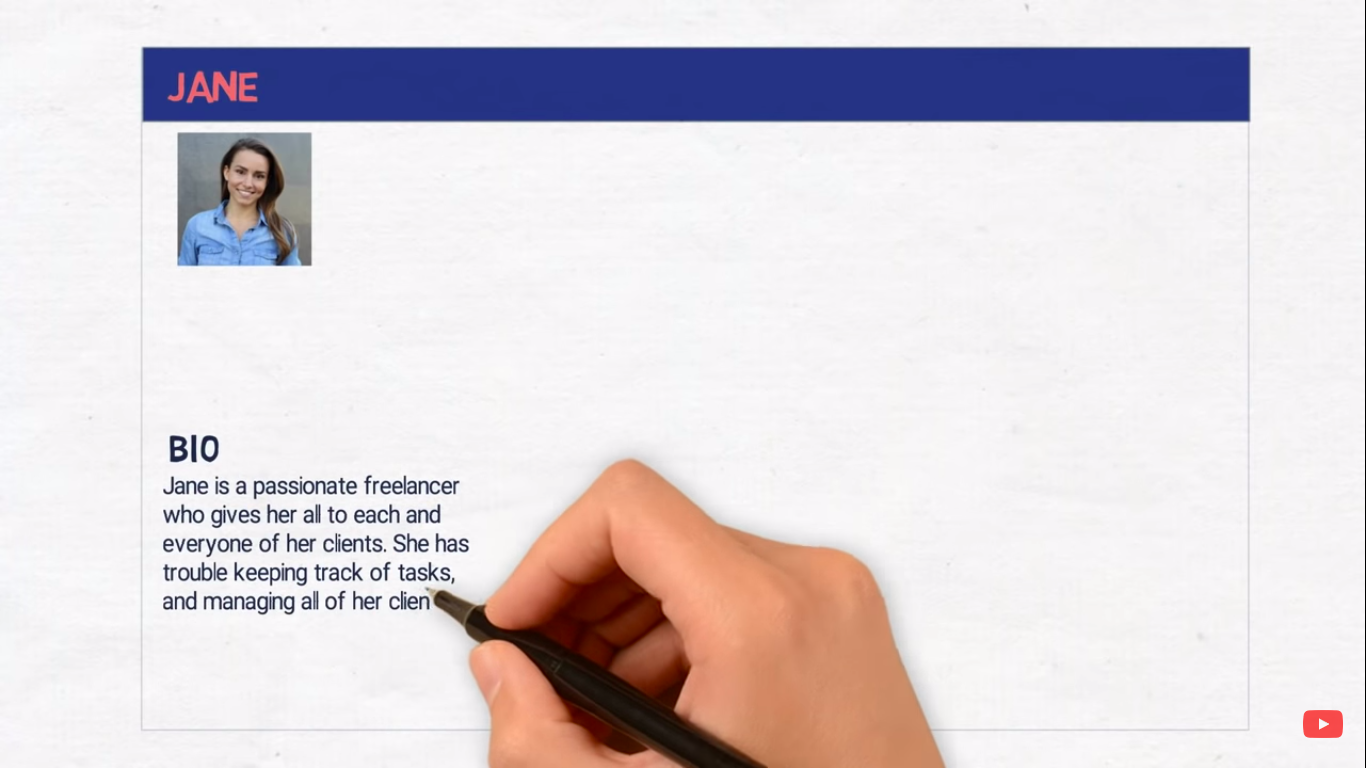 JANE
BIO
Jane is a passionate freelancer
who gives her all to each and
everyone of her clients. She has
trouble keeping track of tasks,
and managing all of her clien